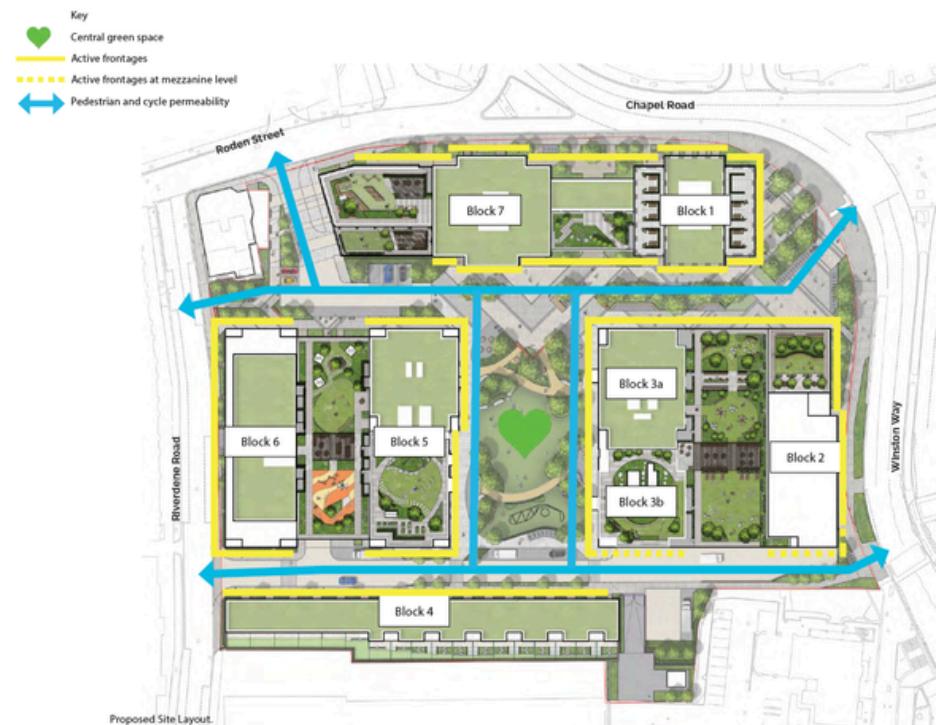 Key
Central green space
Active frontages
Active frontages at mezzanine level
Pedestrian and cycle permeability
Chapel Road
Roden Street
Block 7
Block 1
Block 3a
Block 6
Block 5
Block 2
Riverdene Road
Winston Way
Block 3b
Block 4
Proposed Site Layout.